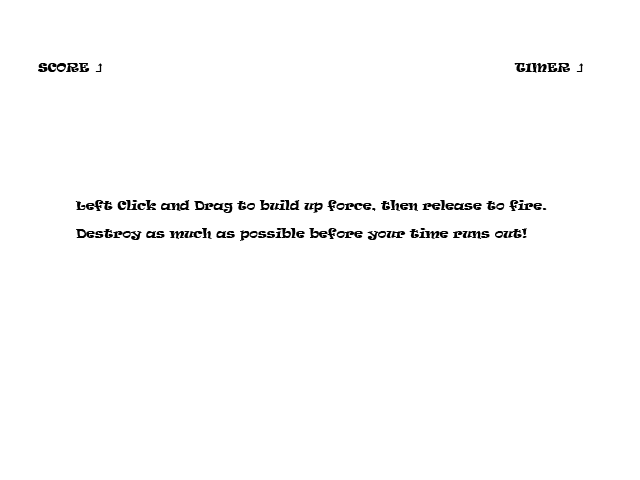 SCORE ⤴
TIMER ⤴
Left Click and Drag to build up force, then release to fire.
Destroy as much as possible before your time runs out!